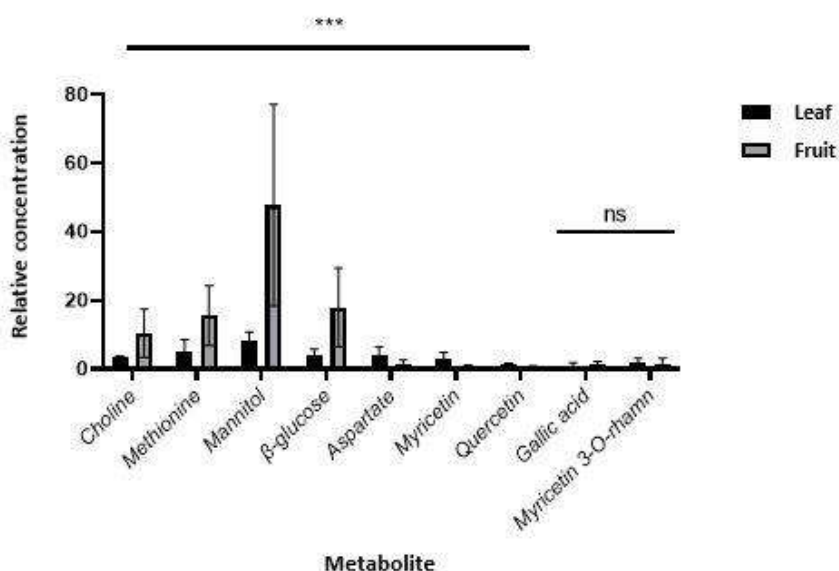 ***
Relative concentration
80
60
40
20
0
Leaf
Fruit
ns
Choline
Methionine
Mannitol
β-glucose
Aspartate
Myricetin
Quercetin
Gallic acid
Myricetin 3-O-rhamn
Metabolite